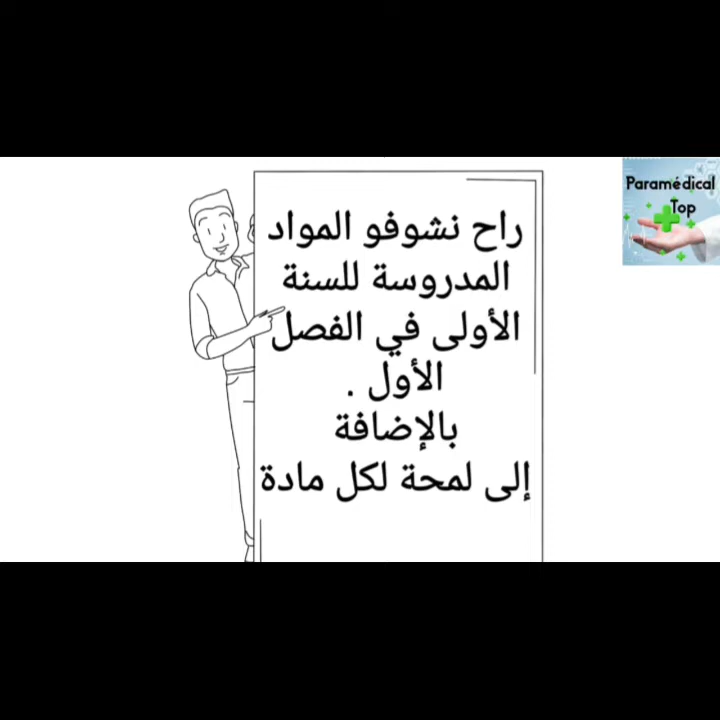 راح نشوفو المواد
المدروسة للسنة
الأولى في الفصل
الأول .
بالإضافة
إلى لمحة لكل مادة
Paramédical
Top